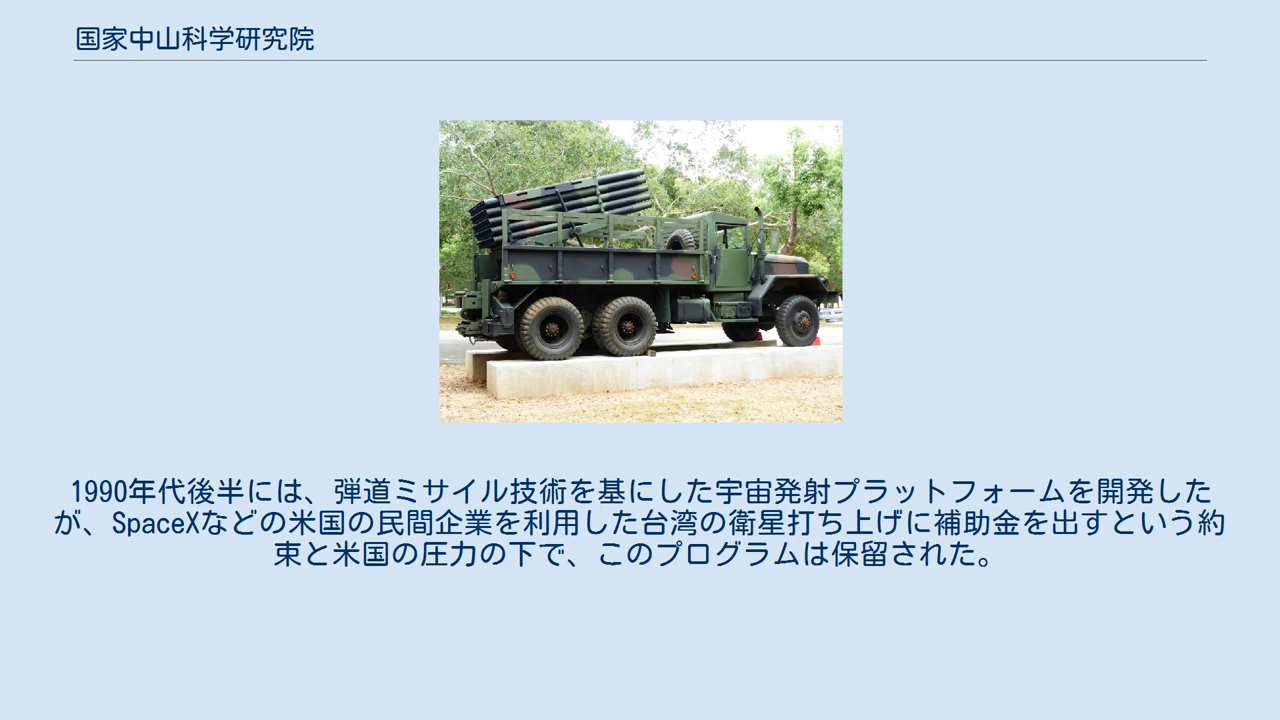 国家中山科学研究院
1990年代後半には、弾道ミサイル技術を基にした宇宙発射プラットフォームを開発した
が、SpaceXなどの米国の民間企業を利用した台湾の衛星打ち上げに補助金を出すという約
束と米国の圧力の下で、このプログラムは保留された。